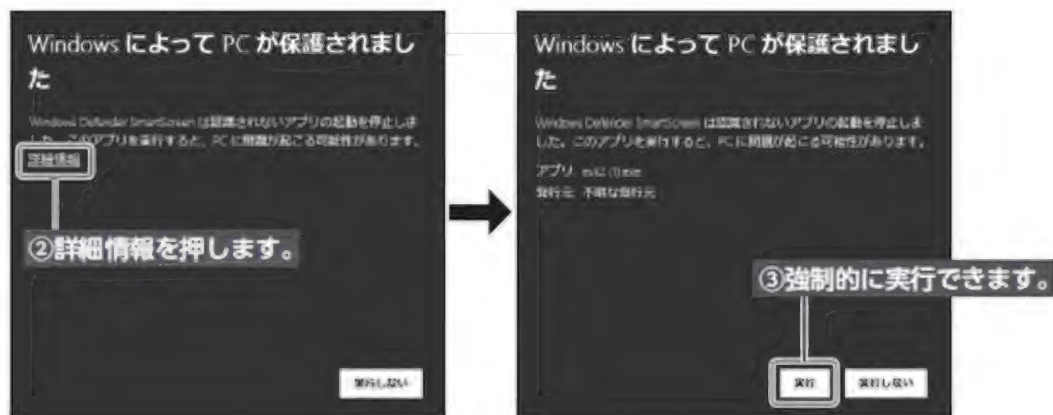 Windows によって PC が保護されまし
た
Windows Defender SmartScreen は認識されないアプリの起動を停止しま
した。このアプリを実行すると、PC に問題が起こる可能性があります。
詳細情報
②詳細情報を押します。
実行しない
Windows によって PC が保護されまし
た
Windows Defender SmartScreen は認識されないアプリの起動を停止しま
した。このアプリを実行すると、PC に問題が起こる可能性があります。
アプリ:
発行元: 不明な発行元
③強制的に実行できます。
実行
実行しない